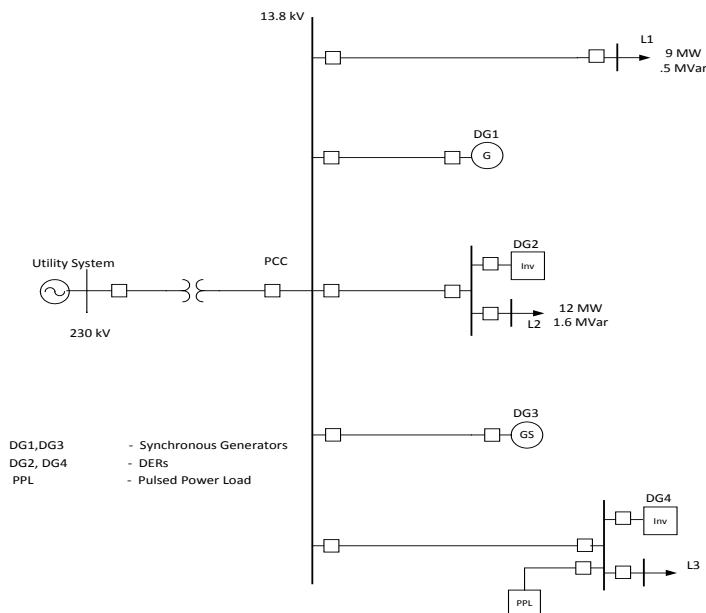 13.8 kV
L1
9 MW
.5 MVar
DG1
G
DG2
Inv
Utility System
PCC
12 MW
1.6 MVar
L2
230 kV
DG3
GS
DG1,DG3 - Synchronous Generators
DG2, DG4 - DERs
PPL - Pulsed Power Load
DG4
Inv
L3
PPL